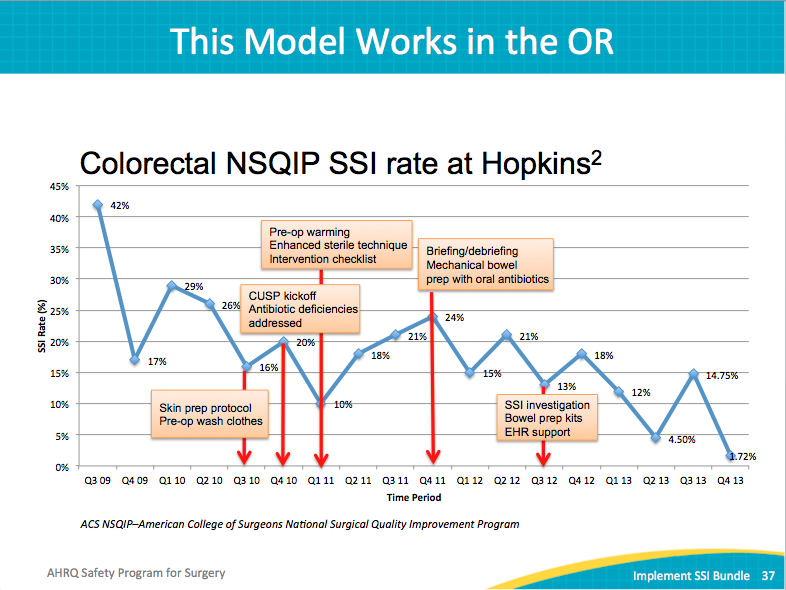 This Model Works in the OR
Colorectal NSQIP SSI rate at Hopkins2
SSI Rate (%)
45%
40%
35%
30%
25%
20%
15%
10%
5%
0%
42%
17%
29%
26%
16%
20%
10%
18%
21%
24%
15%
21%
13%
18%
12%
4.50%
14.75%
1.72%
Pre-op warming
Enhanced sterile technique
Intervention checklist
Briefing/debriefing
Mechanical bowel
prep with oral antibiotics
CUSP kickoff
Antibiotic deficiencies
addressed
Skin prep protocol
Pre-op wash clothes
SSI investigation
Bowel prep kits
EHR support
Q3 09 Q4 09 Q1 10 Q2 10 Q3 10 Q4 10 Q1 11 Q2 11 Q3 11 Q4 11 Q1 12 Q2 12 Q3 12 Q4 12 Q1 13 Q2 13 Q3 13 Q4 13
Time Period
ACS NSQIP–American College of Surgeons National Surgical Quality Improvement Program
AHRQ Safety Program for Surgery
Implement SSI Bundle 37